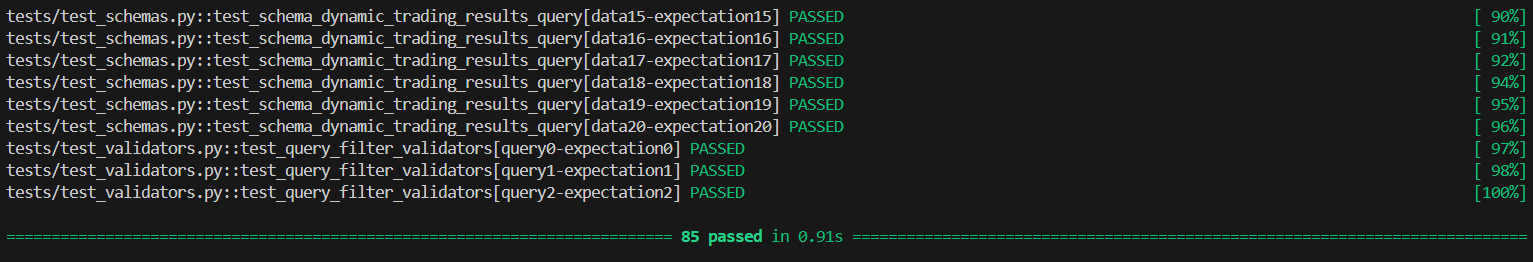 tests/test_schemas.py::test_schema_dynamic_trading_results_query[data15-expectation15] PASSED [ 90%]
tests/test_schemas.py::test_schema_dynamic_trading_results_query[data16-expectation16] PASSED [ 91%]
tests/test_schemas.py::test_schema_dynamic_trading_results_query[data17-expectation17] PASSED [ 92%]
tests/test_schemas.py::test_schema_dynamic_trading_results_query[data18-expectation18] PASSED [ 94%]
tests/test_schemas.py::test_schema_dynamic_trading_results_query[data19-expectation19] PASSED [ 95%]
tests/test_schemas.py::test_schema_dynamic_trading_results_query[data20-expectation20] PASSED [ 96%]
tests/test_validators.py::test_query_filter_validators[query0-expectation0] PASSED [ 97%]
tests/test_validators.py::test_query_filter_validators[query1-expectation1] PASSED [ 98%]
tests/test_validators.py::test_query_filter_validators[query2-expectation2] PASSED [100%]
========================================================================== 85 passed in 0.91s ===========================================================================